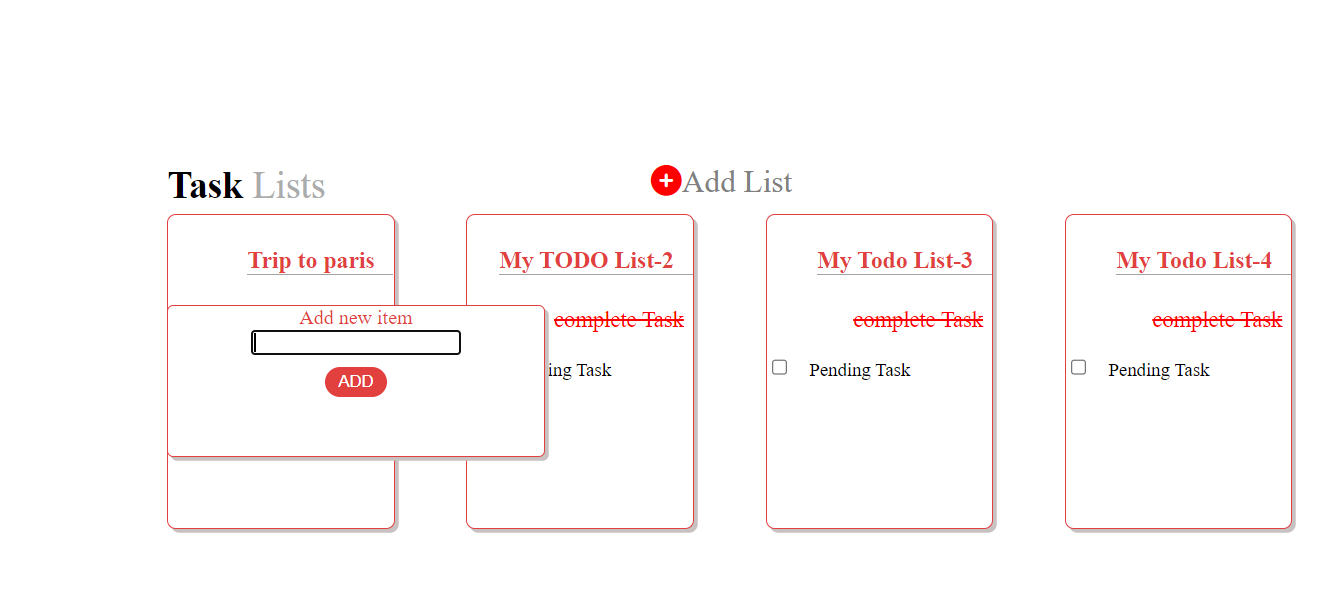 Task Lists
Add List
Trip to paris
My TODO List-2
My Todo List-3
My Todo List-4
Add new item
ADD
complete Task
ing Task
complete Task
Pending Task
complete Task
Pending Task